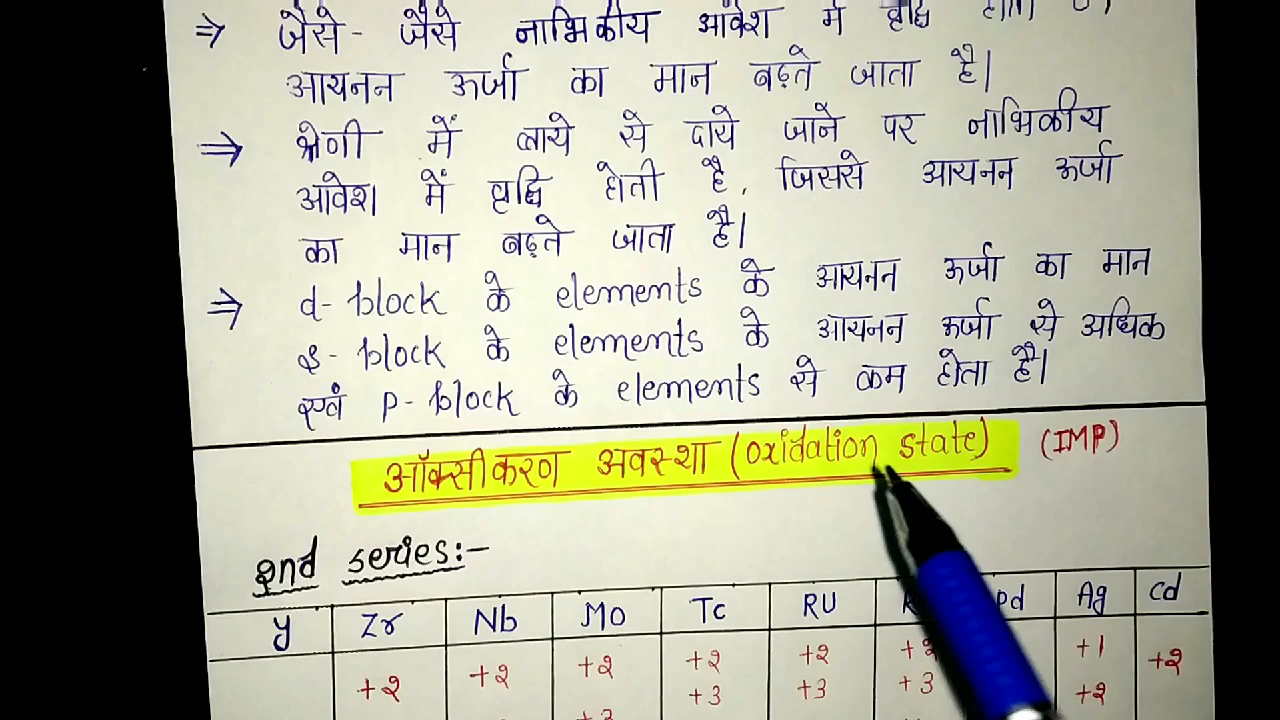 ⇒ जैसे- जैसे नाभिकीय आवेश में वृद्धि
आयनन ऊर्जा का मान बढ़ते जाता है।
⇒ श्रेणी में बाये से दाये जाने पर नाभिकीय
आवेश में वृद्धि होती है, जिससे आयनन ऊर्जा
का मान बढ़ते जाता है।
⇒ d-block के elements के आयनन ऊर्जा का मान
s-block के elements के आयनन ऊर्जा से अधिक
एवं p-block के elements से कम होता है।
ऑक्सीकरण अवस्था (oxidation state) (IMP)
2nd series:-
Y Zr Nb Mo Tc RU Pd Ag Cd
+2 +2 +2 +2 +2 +2 +1 +2
+3 +3 +3 +2